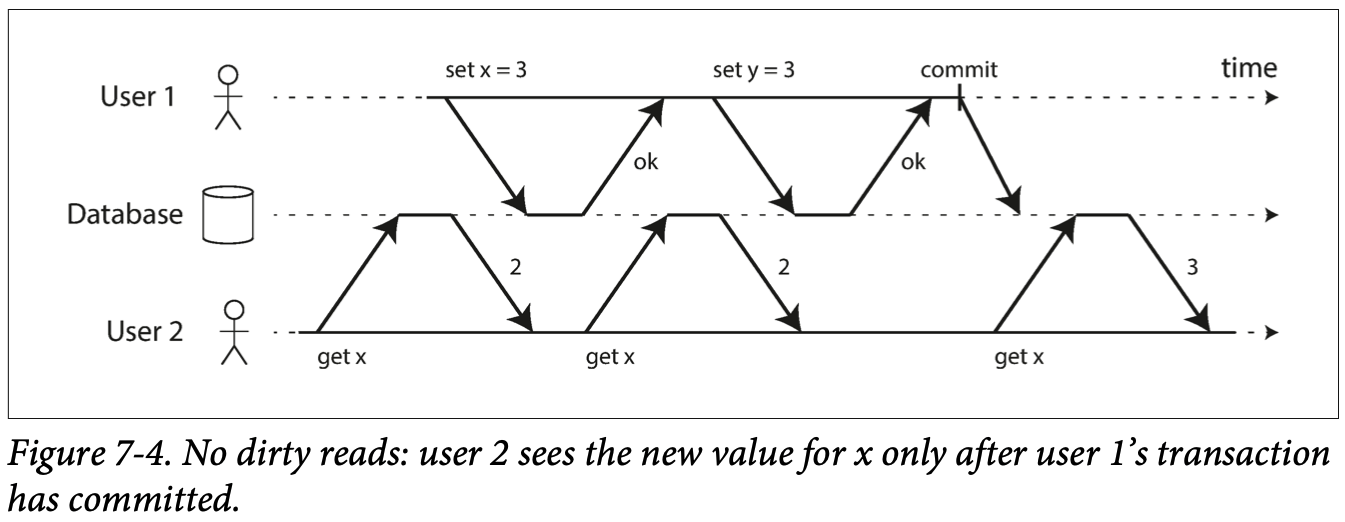 set x = 3
set y = 3
commit
time
User 1
ok
ok
Database
2
2
3
User 2
get x
get x
get x
Figure 7-4. No dirty reads: user 2 sees the new value for x only after user 1’s transaction
has committed.